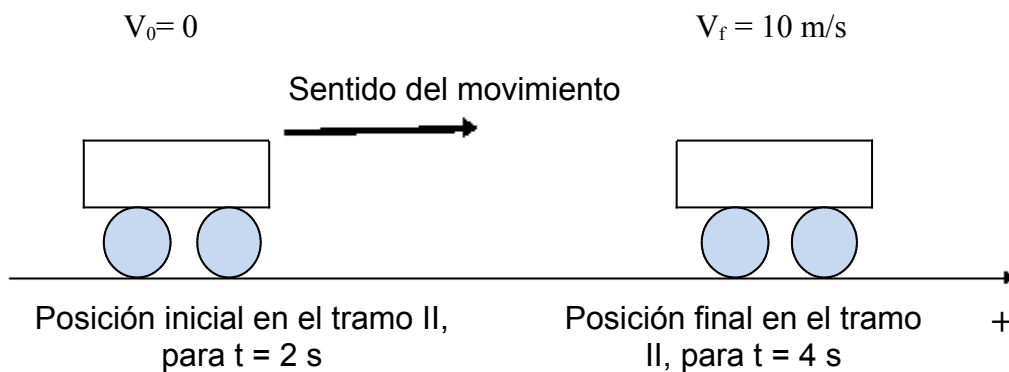 V₀= 0
V_f = 10 m/s
Sentido del movimiento
Posición inicial en el tramo II,
para t = 2 s
Posición final en el tramo
II, para t = 4 s
+